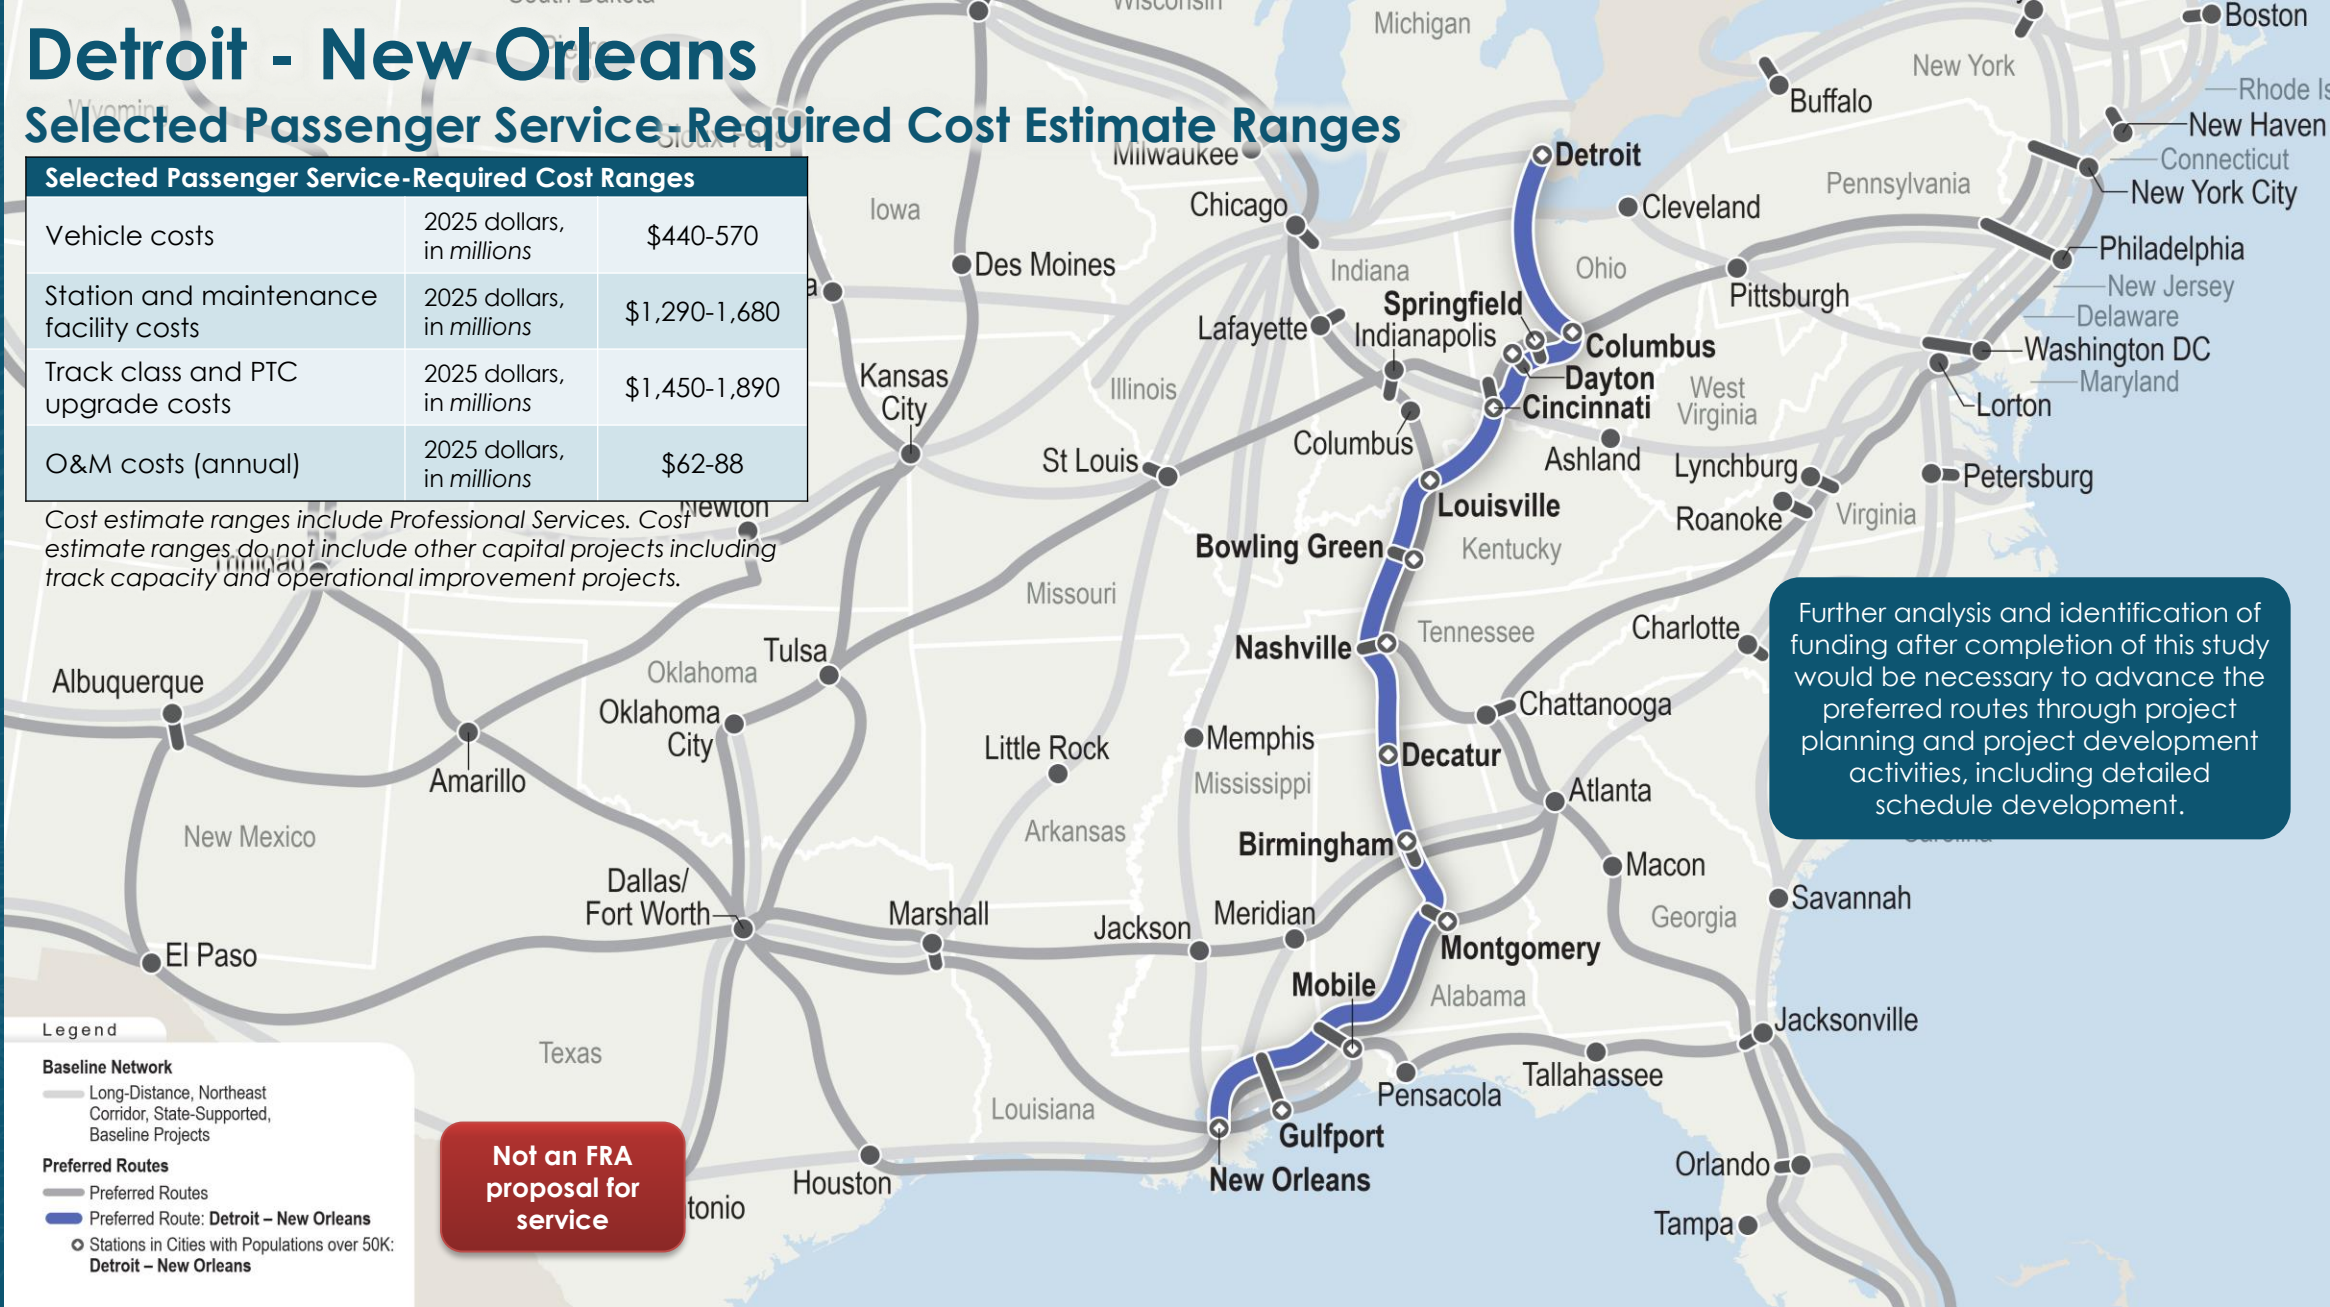 Detroit - New Orleans
Selected Passenger Service-Required Cost Estimate Ranges
Selected Passenger Service-Required Cost Ranges
Vehicle costs
2025 dollars,
in millions
$440-570
Station and maintenance
facility costs
2025 dollars,
in millions
$1,290-1,680
Track class and PTC
upgrade costs
2025 dollars,
in millions
$1,450-1,890
O&M costs (annual)
2025 dollars,
in millions
$62-88
Cost estimate ranges include Professional Services. Cost
estimate ranges do not include other capital projects including
track capacity and operational improvement projects.
South Dakota
Wyoming
Sioux Falls
Wisconsin
Michigan
Boston
New York
Buffalo
Rhode Is
New Haven
Connecticut
New York City
Pennsylvania
Philadelphia
New Jersey
Delaware
Washington DC
Maryland
Lorton
Milwaukee
Chicago
Detroit
Cleveland
Iowa
Des Moines
Indiana
Ohio
Pittsburgh
Springfield
Lafayette
Indianapolis
Columbus
Dayton
Cincinnati
West
Virginia
Kansas
City
Illinois
Columbus
St Louis
Ashland
Lynchburg
Petersburg
Louisville
Roanoke
Virginia
Newton
Trinidad
Bowling Green
Kentucky
Missouri
Nashville
Tennessee
Charlotte
Further analysis and identification of
funding after completion of this study
would be necessary to advance the
preferred routes through project
planning and project development
activities, including detailed
schedule development.
Carolina
Albuquerque
Tulsa
Oklahoma
Oklahoma
City
Chattanooga
Memphis
Little Rock
Decatur
Mississippi
Amarillo
Atlanta
New Mexico
Arkansas
Birmingham
Macon
Dallas/
Fort Worth
Marshall
Jackson
Meridian
Georgia
Savannah
El Paso
Montgomery
Mobile
Alabama
Jacksonville
Texas
Tallahassee
Pensacola
Louisiana
Gulfport
New Orleans
Houston
tonio
Orlando
Tampa
Legend
Baseline Network
Long-Distance, Northeast
Corridor, State-Supported,
Baseline Projects
Preferred Routes
Preferred Routes
Preferred Route: Detroit – New Orleans
Stations in Cities with Populations over 50K:
Detroit – New Orleans
Not an FRA
proposal for
service